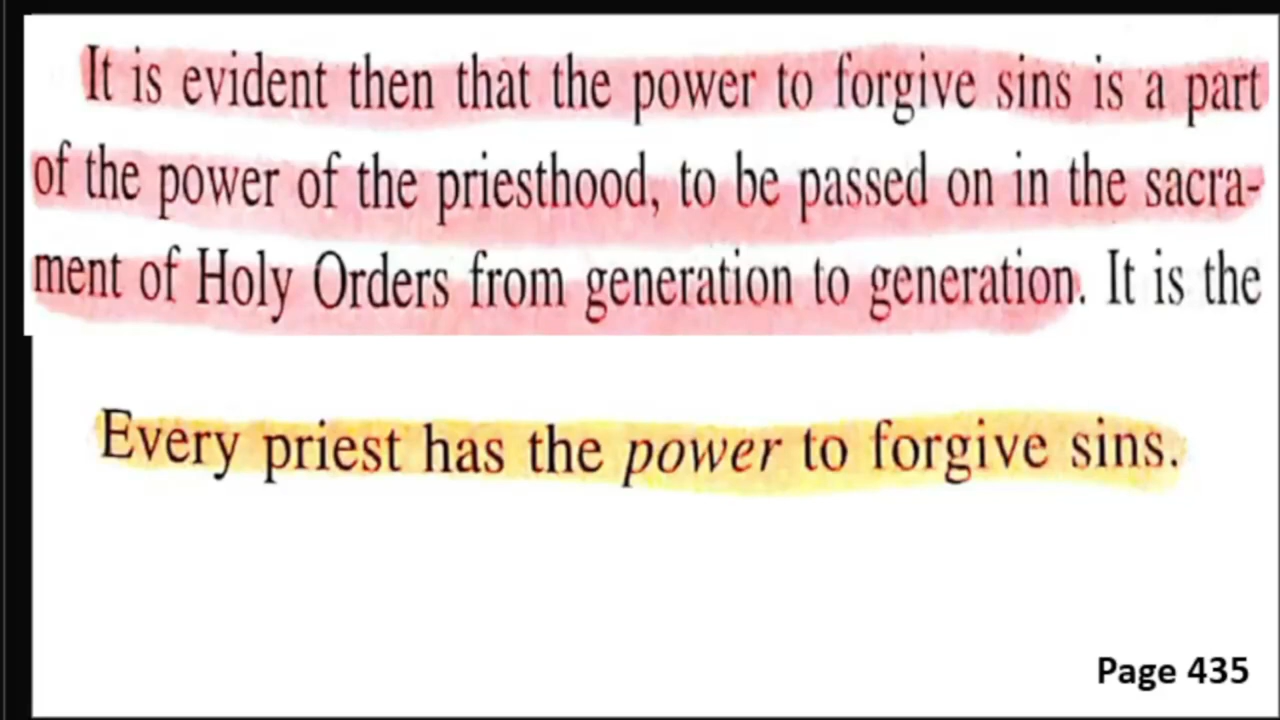 It is evident then that the power to forgive sins is a part
of the power of the priesthood, to be passed on in the sacra-
ment of Holy Orders from generation to generation. It is the
Every priest has the power to forgive sins.
Page 435